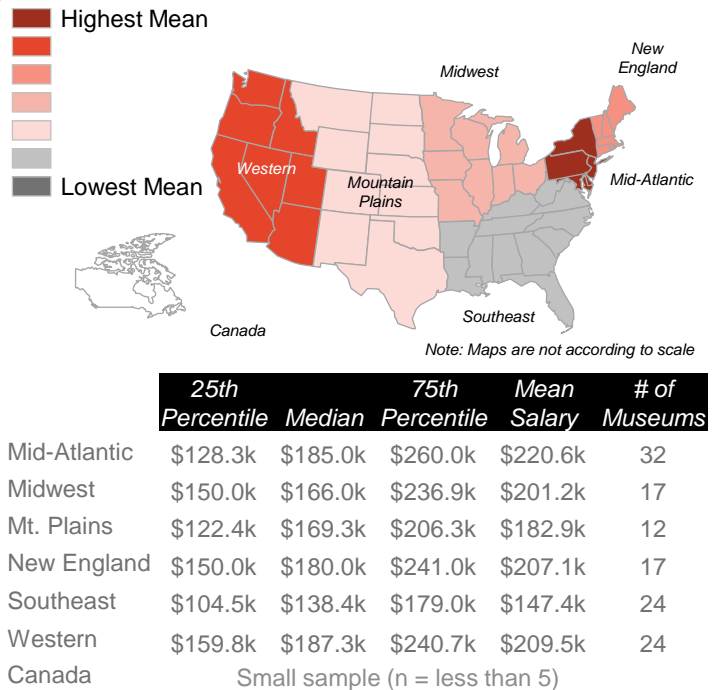 Highest Mean
Lowest Mean
New
England
Midwest
Western
Mountain
Plains
Mid-Atlantic
Southeast
Canada
Note: Maps are not according to scale
25th Percentile Median 75th Percentile Mean Salary # of Museums
Mid-Atlantic $128.3k $185.0k $260.0k $220.6k 32
Midwest $150.0k $166.0k $236.9k $201.2k 17
Mt. Plains $122.4k $169.3k $206.3k $182.9k 12
New England $150.0k $180.0k $241.0k $207.1k 17
Southeast $104.5k $138.4k $179.0k $147.4k 24
Western $159.8k $187.3k $240.7k $209.5k 24
Canada Small sample (n = less than 5)